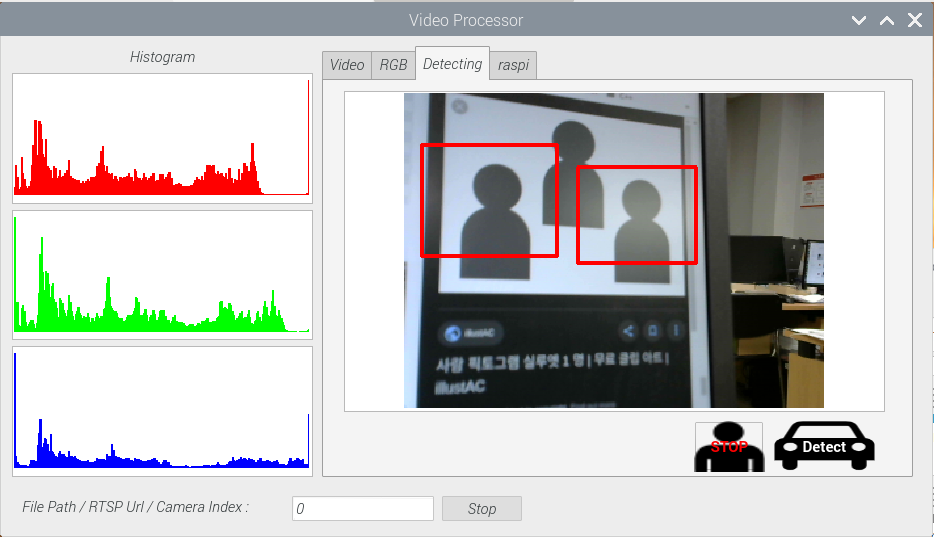 Video Processor
Histogram
Video
RGB
Detecting
raspi
illustAC
사람 픽토그램 실루엣 1 명 | 무료 클립 아트 |
illustAC
STOP
Detect
File Path / RTSP Url / Camera Index :
0
Stop